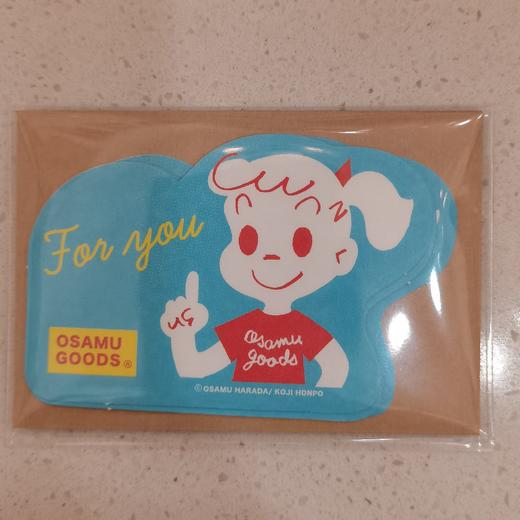 For you
OSAMU
GOODS®
Osamu
goods
©OSAMU HARADA/ KOJI HONPO